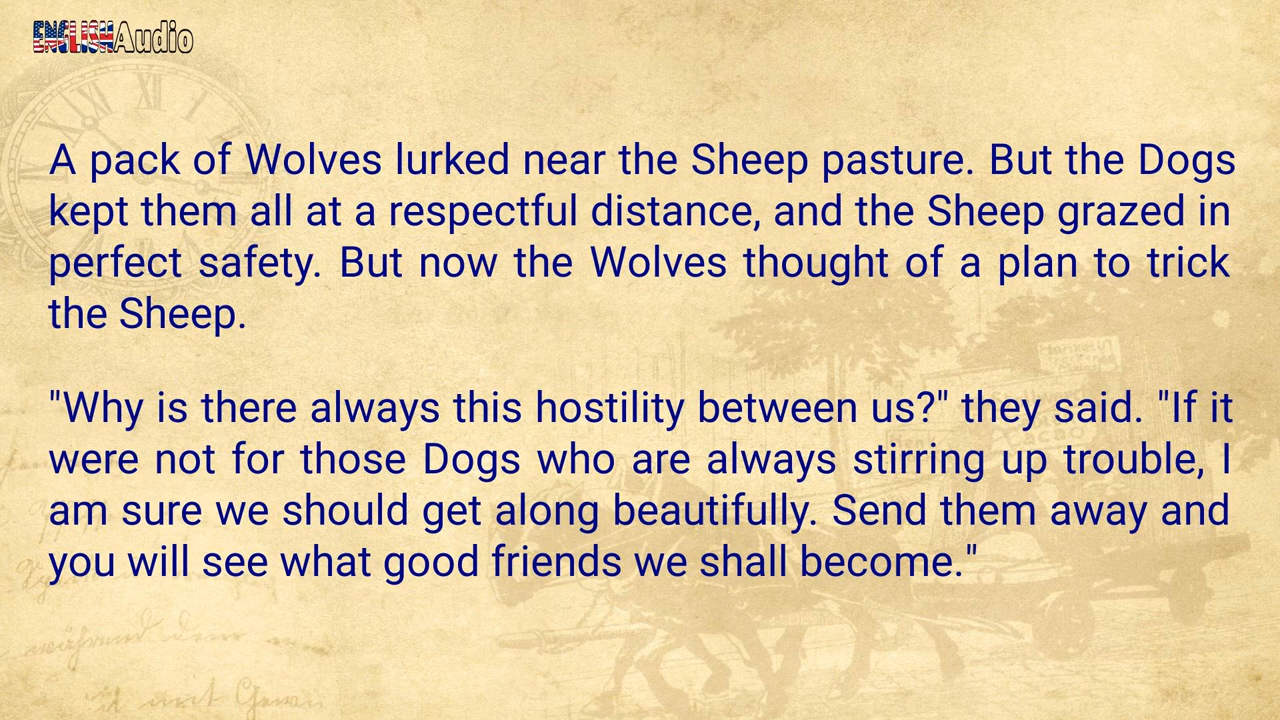 ENGLISHAudio
A pack of Wolves lurked near the Sheep pasture. But the Dogs
kept them all at a respectful distance, and the Sheep grazed in
perfect safety. But now the Wolves thought of a plan to trick
the Sheep.
"Why is there always this hostility between us?" they said. "If it
were not for those Dogs who are always stirring up trouble, I
am sure we should get along beautifully. Send them away and
you will see what good friends we shall become."
während dem
mit